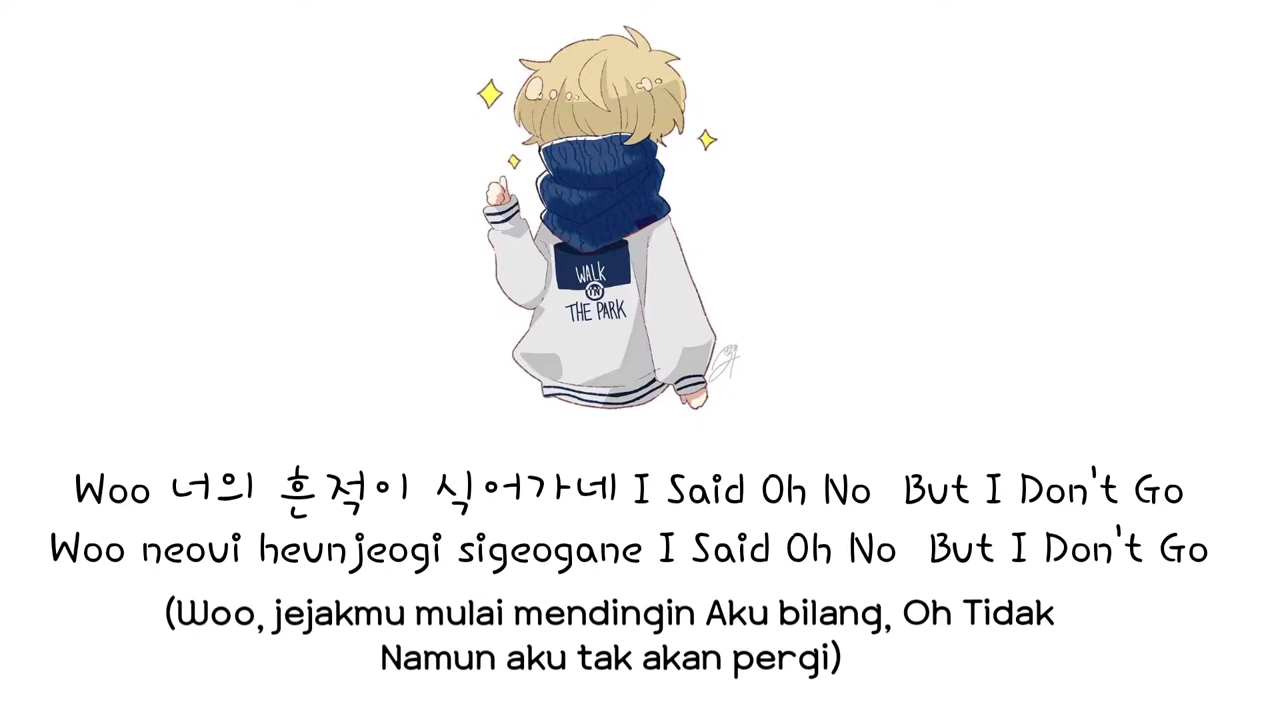 WALK
IN
THE PARK
Woo 너의 흔적이 식어가네 I Said Oh No But I Don't Go
Woo neoui heunjeogi sigeogane I Said Oh No But I Don't Go
(Woo, jejakmu mulai mendingin Aku bilang, Oh Tidak
Namun aku tak akan pergi)